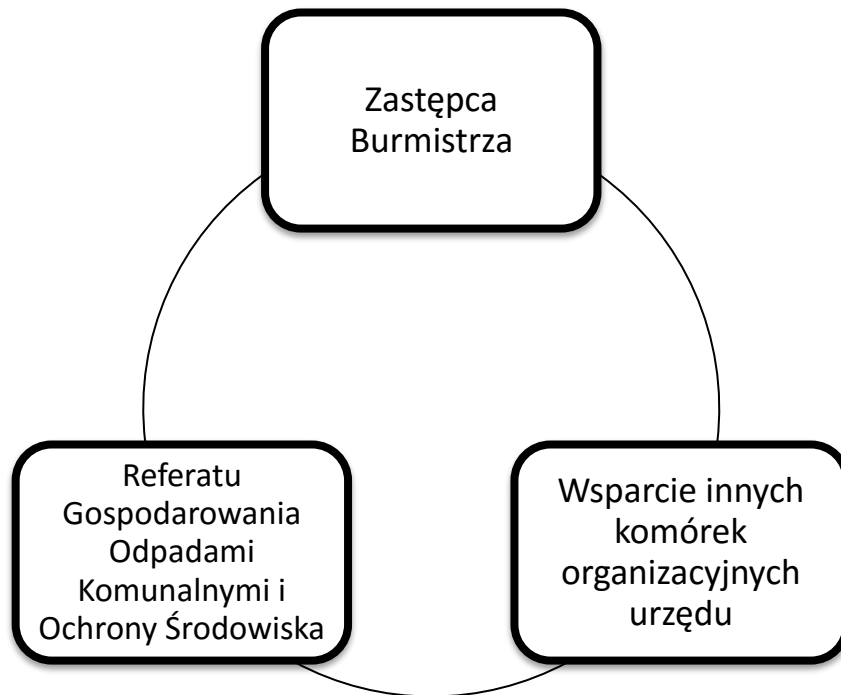 Zastępca
Burmistrza
Referatu
Gospodarowania
Odpadami
Komunalnymi i
Ochrony Środowiska
Wsparcie innych
komórek
organizacyjnych
urzędu